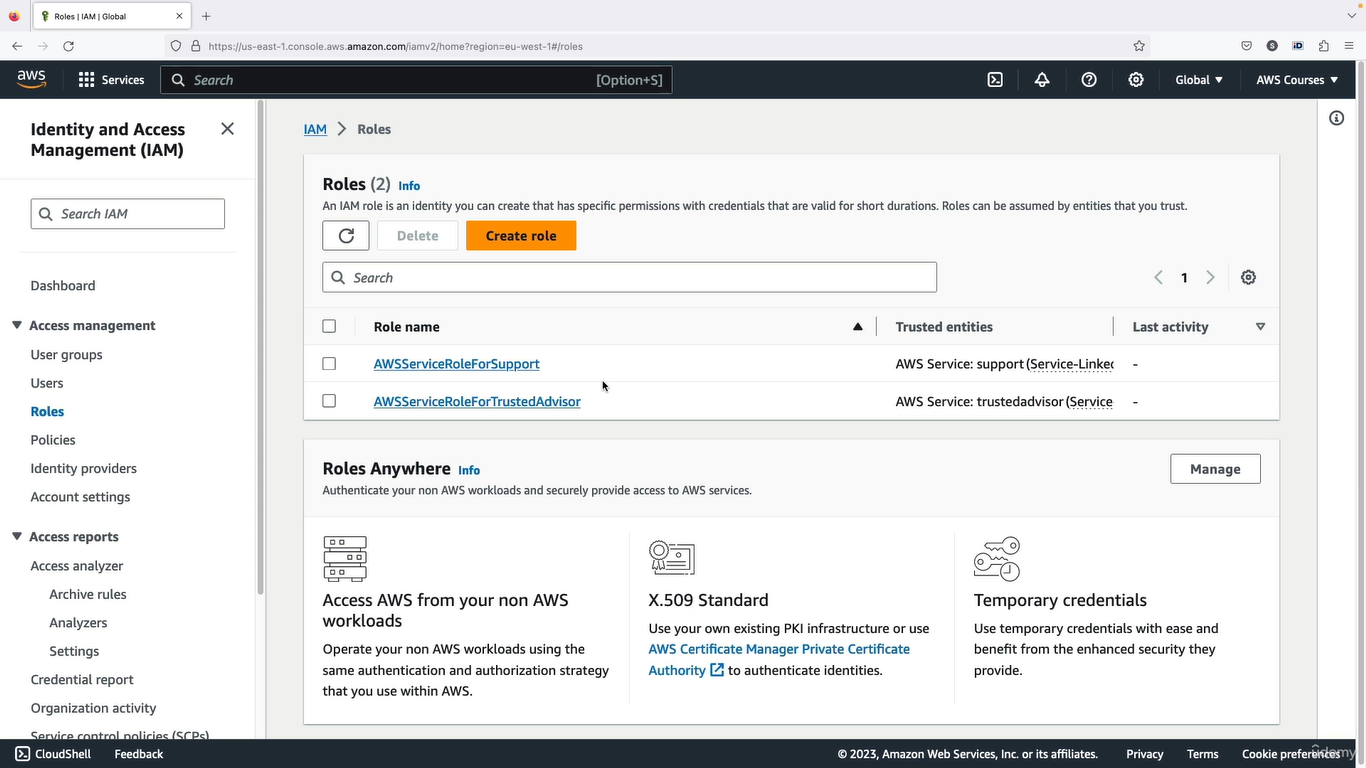 Roles | IAM | Global
https://us-east-1.console.aws.amazon.com/iamv2/home?region=eu-west-1#/roles
aws
Services
Search
[Option+S]
Global
AWS Courses
Identity and Access
Management (IAM)
Search IAM
Dashboard
Access management
User groups
Users
Roles
Policies
Identity providers
Account settings
Access reports
Access analyzer
Archive rules
Analyzers
Settings
Credential report
Organization activity
Service control policies (SCPs)
IAM > Roles
Roles (2) Info
An IAM role is an identity you can create that has specific permissions with credentials that are valid for short durations. Roles can be assumed by entities that you trust.
Delete
Create role
Search
1
Role name
Trusted entities
Last activity
AWSServiceRoleForSupport
AWS Service: support (Service-Linked
-
AWSServiceRoleForTrustedAdvisor
AWS Service: trustedadvisor (Service
-
Roles Anywhere Info
Authenticate your non AWS workloads and securely provide access to AWS services.
Manage
Access AWS from your non AWS
workloads
Operate your non AWS workloads using the
same authentication and authorization strategy
that you use within AWS.
X.509 Standard
Use your own existing PKI infrastructure or use
AWS Certificate Manager Private Certificate
Authority to authenticate identities.
Temporary credentials
Use temporary credentials with ease and
benefit from the enhanced security they
provide.
CloudShell
Feedback
© 2023, Amazon Web Services, Inc. or its affiliates.
Privacy
Terms
Cookie preferences
udemy